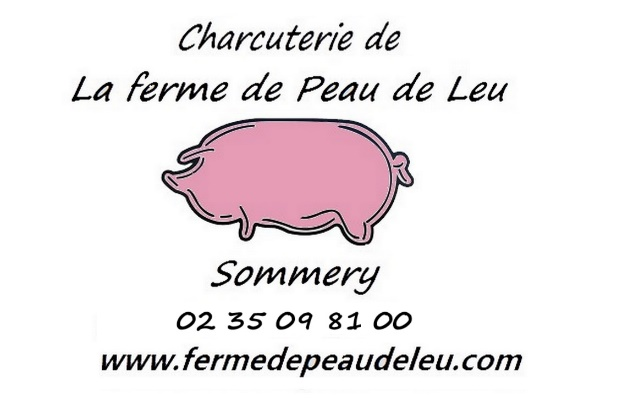 Charcuterie de
La ferme de Peau de Leu
Sommery
02 35 09 81 00
www.fermedepeaudeleu.com